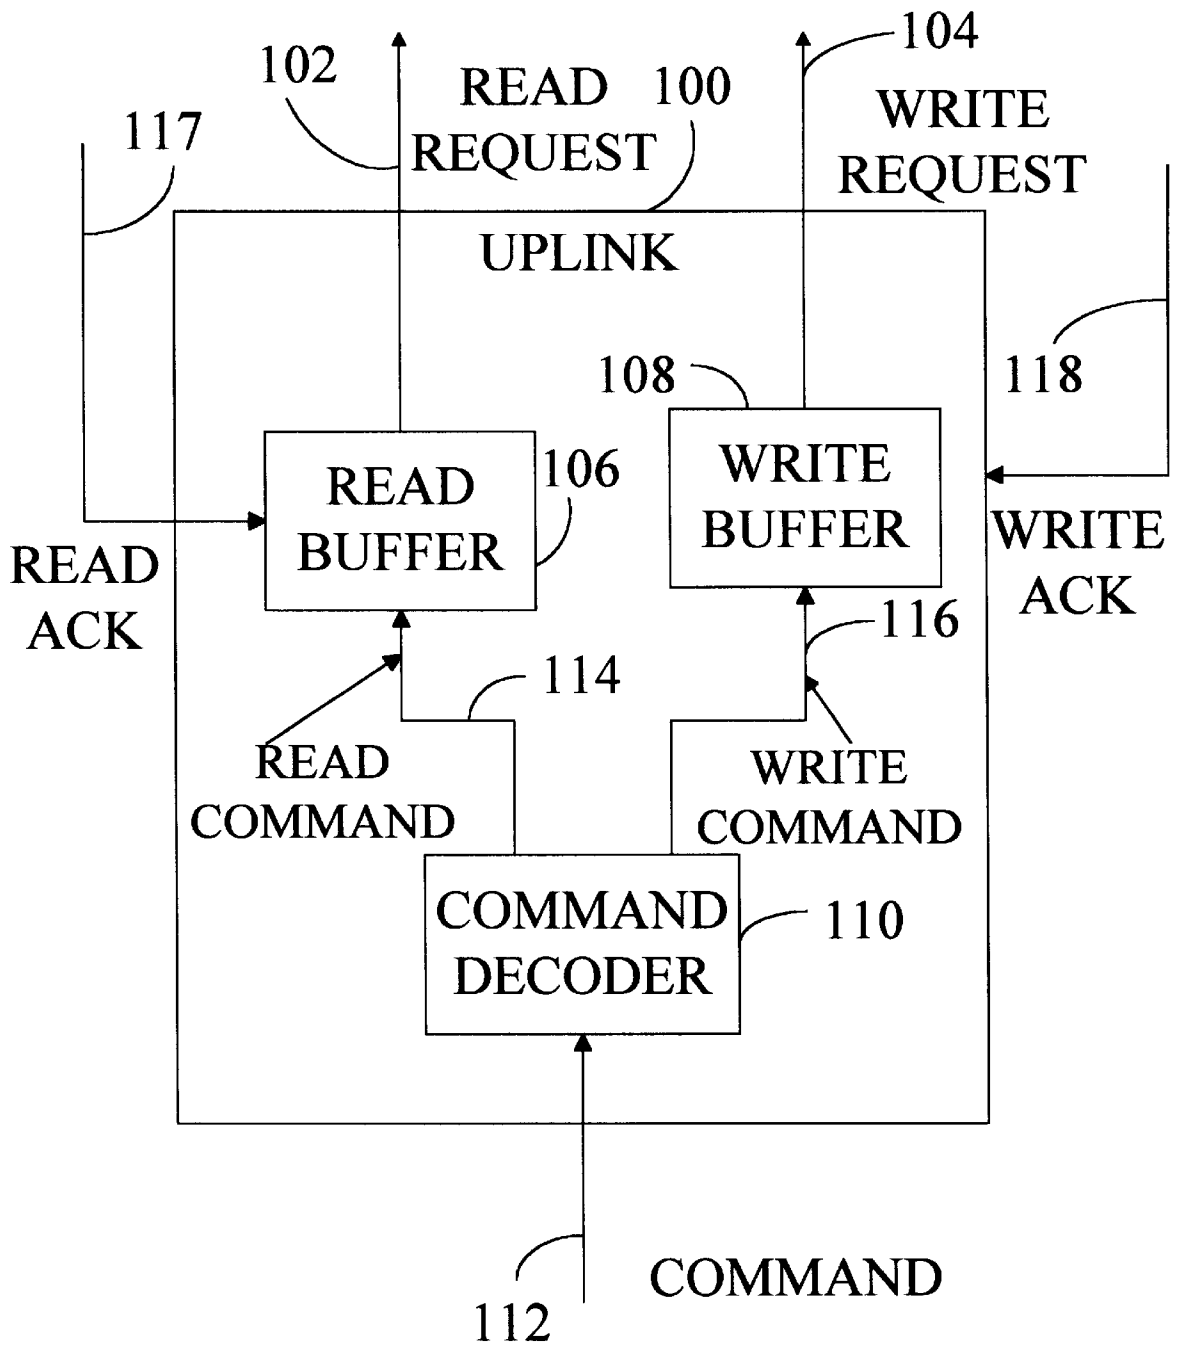 104
102
READ
REQUEST
100
WRITE
REQUEST
117
UPLINK
108
118
READ
BUFFER
106
WRITE
BUFFER
READ
ACK
WRITE
ACK
116
114
READ
COMMAND
WRITE
COMMAND
COMMAND
DECODER
110
112
COMMAND